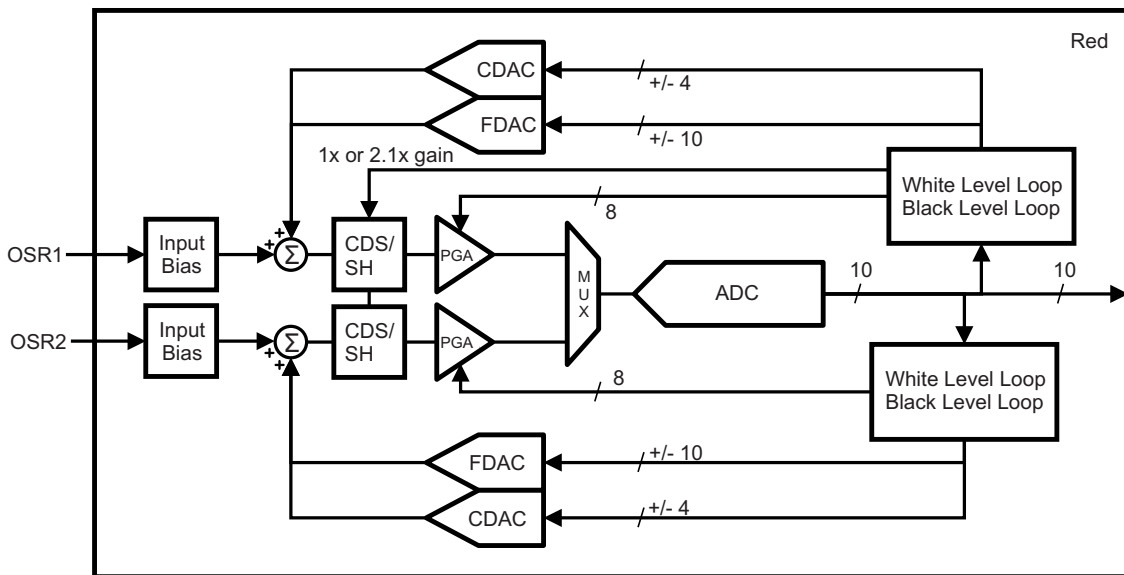 Red
CDAC
+/- 4
FDAC
+/- 10
1x or 2.1x gain
White Level Loop
Black Level Loop
8
OSR1
Input
Bias
+
+
Σ
CDS/
SH
PGA
M
U
X
ADC
10
10
OSR2
Input
Bias
+
+
Σ
CDS/
SH
PGA
8
White Level Loop
Black Level Loop
FDAC
+/- 10
CDAC
+/- 4